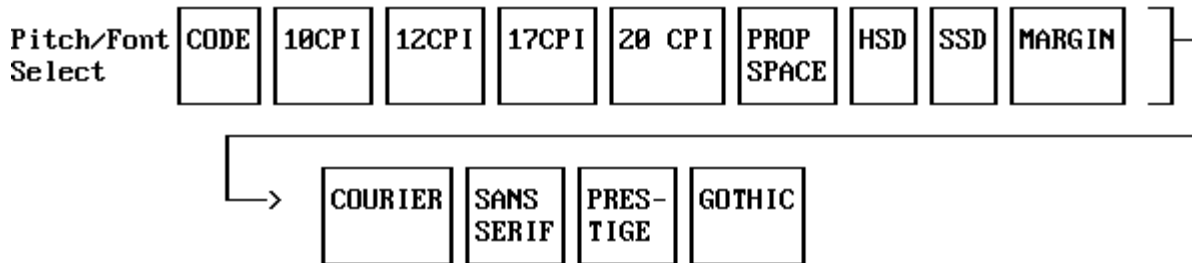 Pitch/Font CODE 10CPI 12CPI 17CPI 20 CPI PROP HSD SSD MARGIN
Select SPACE
COURIER SANS PRES- GOTHIC
SERIF TIGE